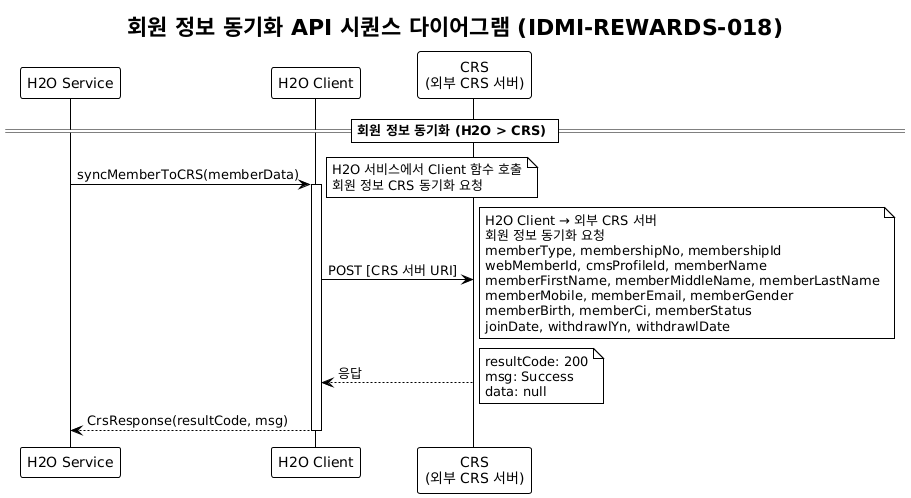 회원 정보 동기화 API 시퀀스 다이어그램 (IDMI-REWARDS-018)
H2O Service
H2O Client
CRS
(외부 CRS 서버)
회원 정보 동기화 (H2O > CRS)
syncMemberToCRS(memberData)
H2O 서비스에서 Client 함수 호출
회원 정보 CRS 동기화 요청
H2O Client → 외부 CRS 서버
회원 정보 동기화 요청
memberType, membershipNo, membershipId
webMemberId, cmsProfileId, memberName
memberFirstName, memberMiddleName, memberLastName
memberMobile, memberEmail, memberGender
memberBirth, memberCi, memberStatus
joinDate, withdrawlYn, withdrawlDate
POST [CRS 서버 URI]
응답
resultCode: 200
msg: Success
data: null
CrsResponse(resultCode, msg)
H2O Service
H2O Client
CRS
(외부 CRS 서버)